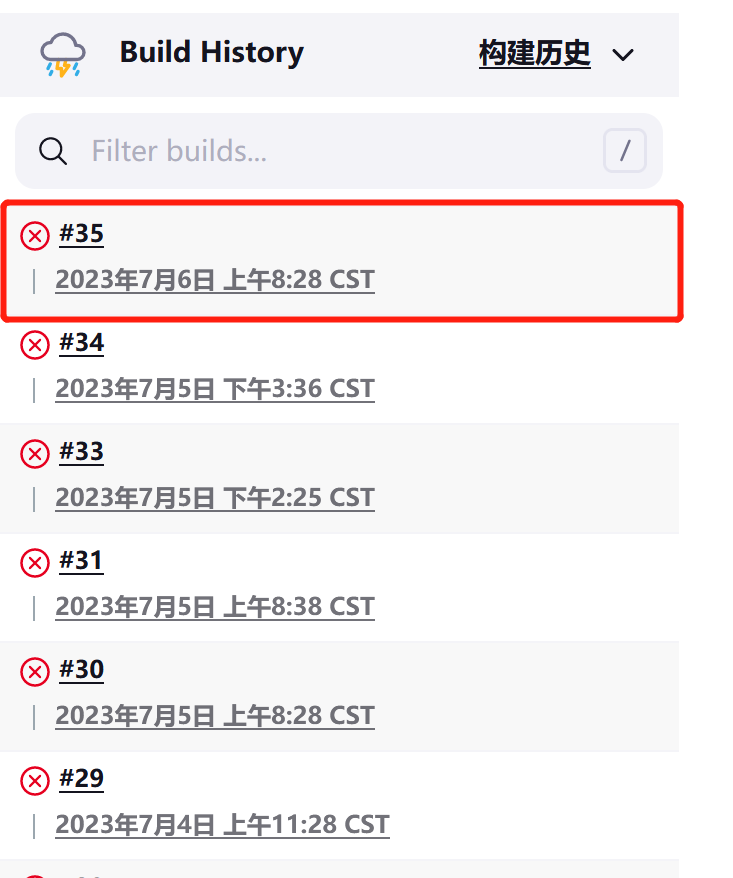 Build History 构建历史
Filter builds... /
#35
2023年7月6日 上午8:28 CST
#34
2023年7月5日 下午3:36 CST
#33
2023年7月5日 下午2:25 CST
#31
2023年7月5日 上午8:38 CST
#30
2023年7月5日 上午8:28 CST
#29
2023年7月4日 上午11:28 CST